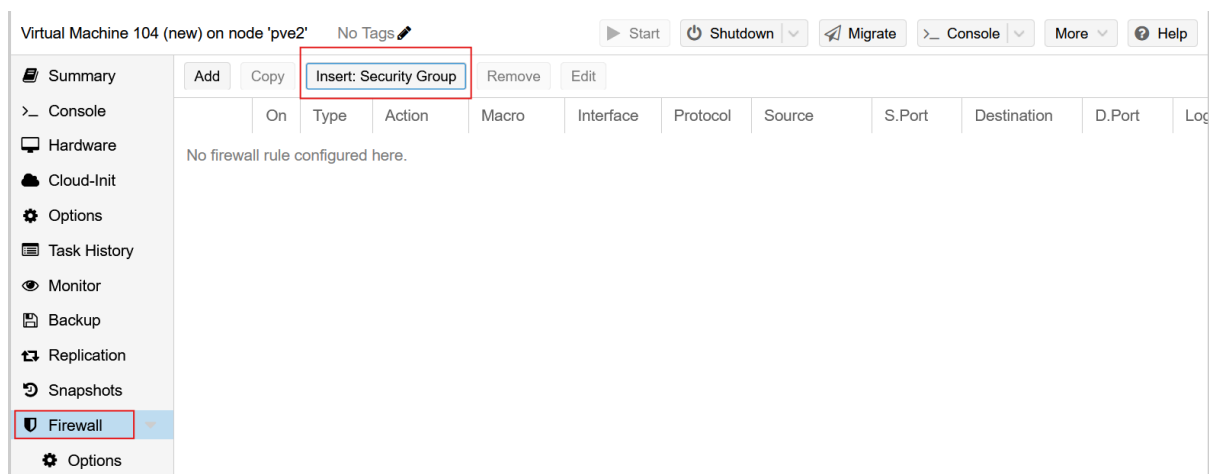 Virtual Machine 104 (new) on node 'pve2' No Tags Start Shutdown Migrate >_ Console More Help
Summary
Add Copy Insert: Security Group Remove Edit
>_ Console
On Type Action Macro Interface Protocol Source S.Port Destination D.Port
Hardware
No firewall rule configured here.
Cloud-Init
Options
Task History
Monitor
Backup
Replication
Snapshots
Firewall
Options